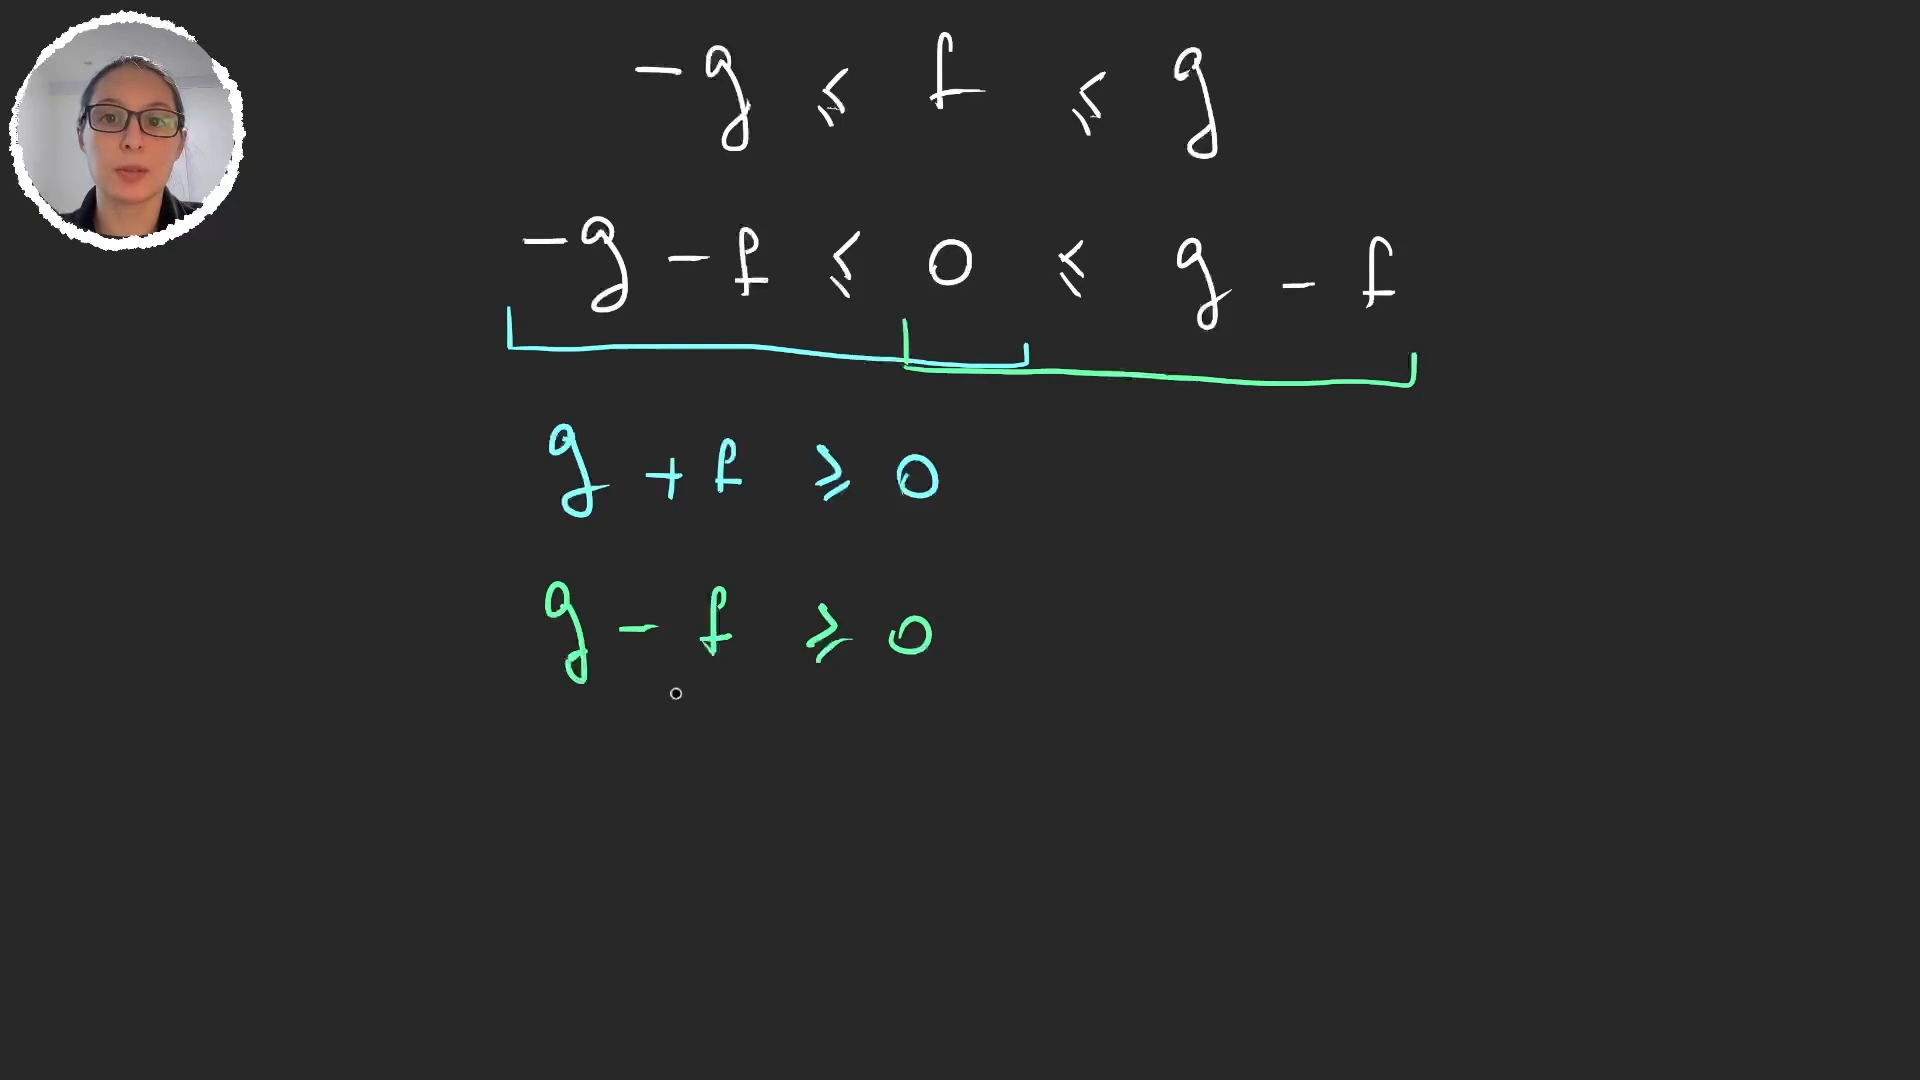 -g ⩽ f ⩽ g
-g - f ⩽ 0 ⩽ g - f
g + f ⩾ 0
g - f ⩾ 0